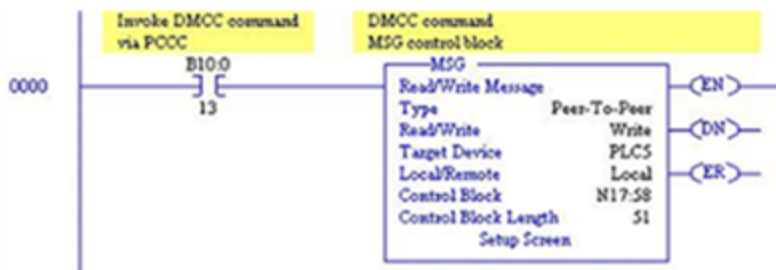 Invoke DMCC command
via PCCC
DMCC command
MSG control block
B10:0
MSG
0000
Read/Write Message
EN
13
Type Peer-To-Peer
Read/Write Write
DN
Target Device PLC5
Local/Remote Local
ER
Control Block N17:58
Control Block Length 51
Setup Screen